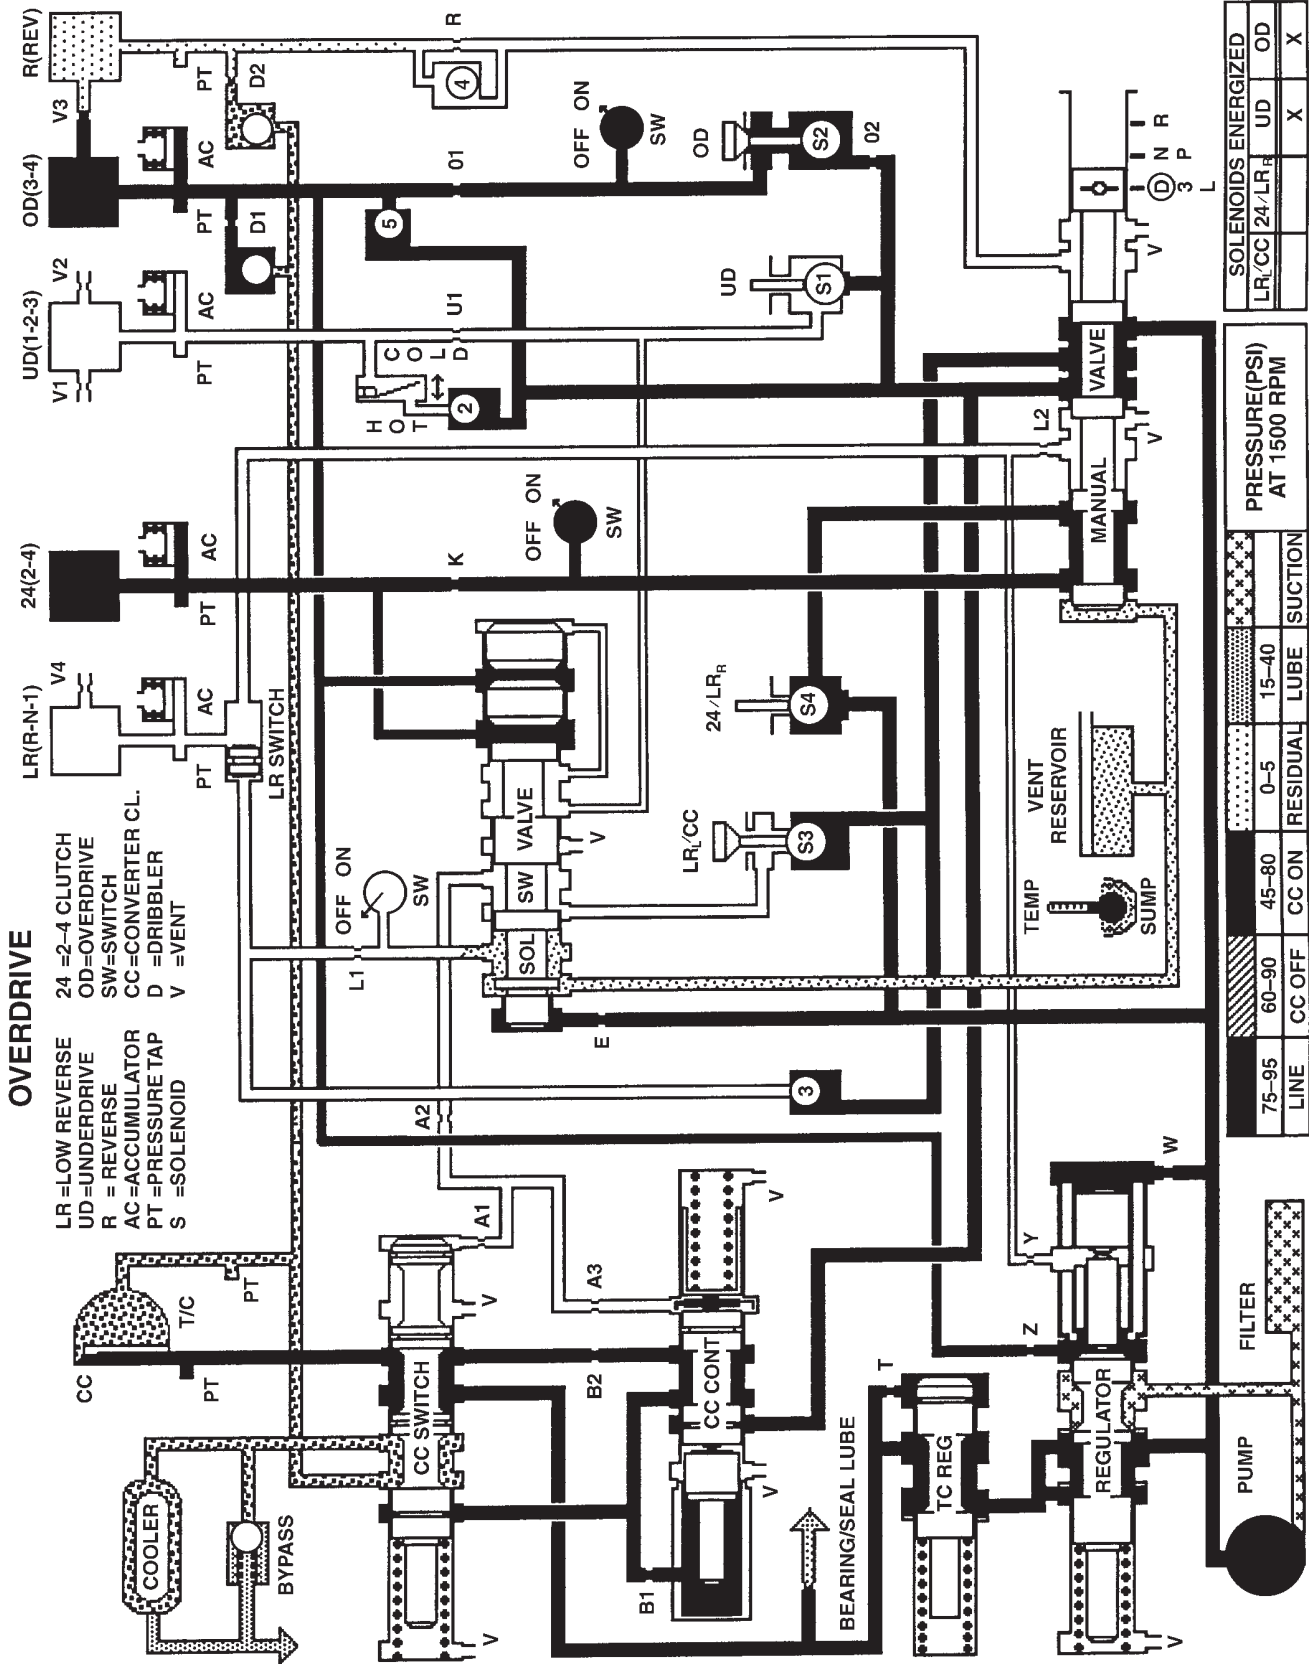 OVERDRIVE
LR =LOW REVERSE
UD=UNDERDRIVE
R = REVERSE
AC=ACCUMULATOR
PT =PRESSURE TAP
S =SOLENOID
24 =2–4 CLUTCH
OD=OVERDRIVE
SW=SWITCH
CC=CONVERTER CL.
D =DRIBBLER
V =VENT
COOLER
BYPASS
CC
PT
T/C
PT
LR(R-N-1)
V4
PT
AC
LR SWITCH
24(2-4)
PT
AC
UD(1-2-3)
V1
V2
PT
AC
OD(3-4)
V3
PT
AC
D1
R(REV)
PT
D2
R
4
V
CC SWITCH
V
A1
A2
A3
L1
OFF ON
SW
K
OFF ON
SW
HOT
COLD
2
U1
5
01
OFF ON
SW
B1
B2
CC CONT
V
V
E
SOL
SW
VALVE
V
3
LRL/CC
S3
24/LRR
S4
UD
S1
OD
S2
02
BEARING/SEAL LUBE
T
TC REG
Z
Y
W
REGULATOR
V
PUMP
FILTER
TEMP
SUMP
VENT
RESERVOIR
MANUAL
VALVE
L2
V
V
D N R
3 P
L
75–95
60–90
45–80
0–5
15–40
LINE
CC OFF
CC ON
RESIDUAL
LUBE
SUCTION
PRESSURE(PSI)
AT 1500 RPM
SOLENOIDS ENERGIZED
LRL/CC
24/LRR
UD
OD
X
X